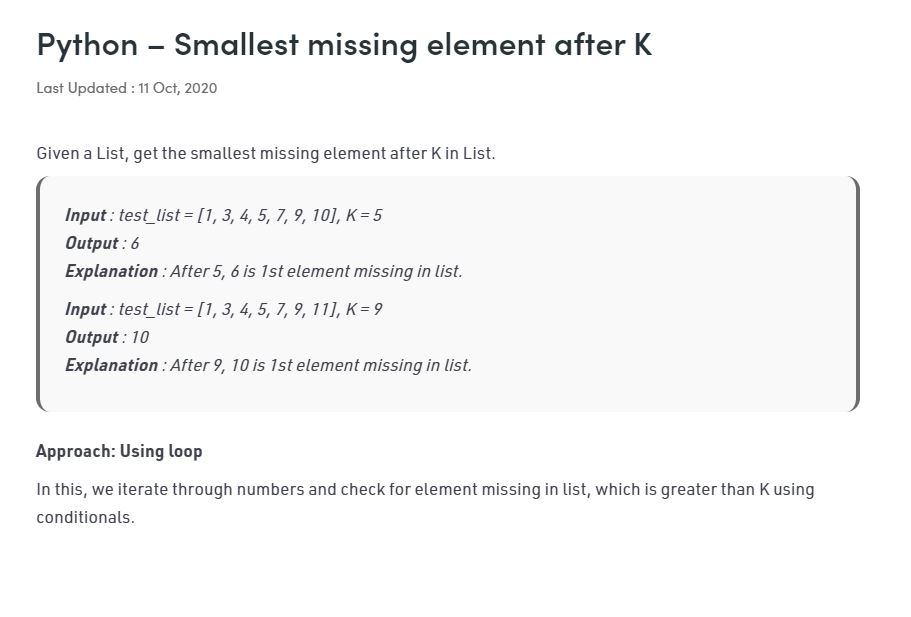 Python – Smallest missing element after K
Last Updated : 11 Oct, 2020
Given a List, get the smallest missing element after K in List.
Input : test_list = [1, 3, 4, 5, 7, 9, 10], K = 5
Output : 6
Explanation : After 5, 6 is 1st element missing in list.
Input : test_list = [1, 3, 4, 5, 7, 9, 11], K = 9
Output : 10
Explanation : After 9, 10 is 1st element missing in list.
Approach: Using loop
In this, we iterate through numbers and check for element missing in list, which is greater than K using
conditionals.